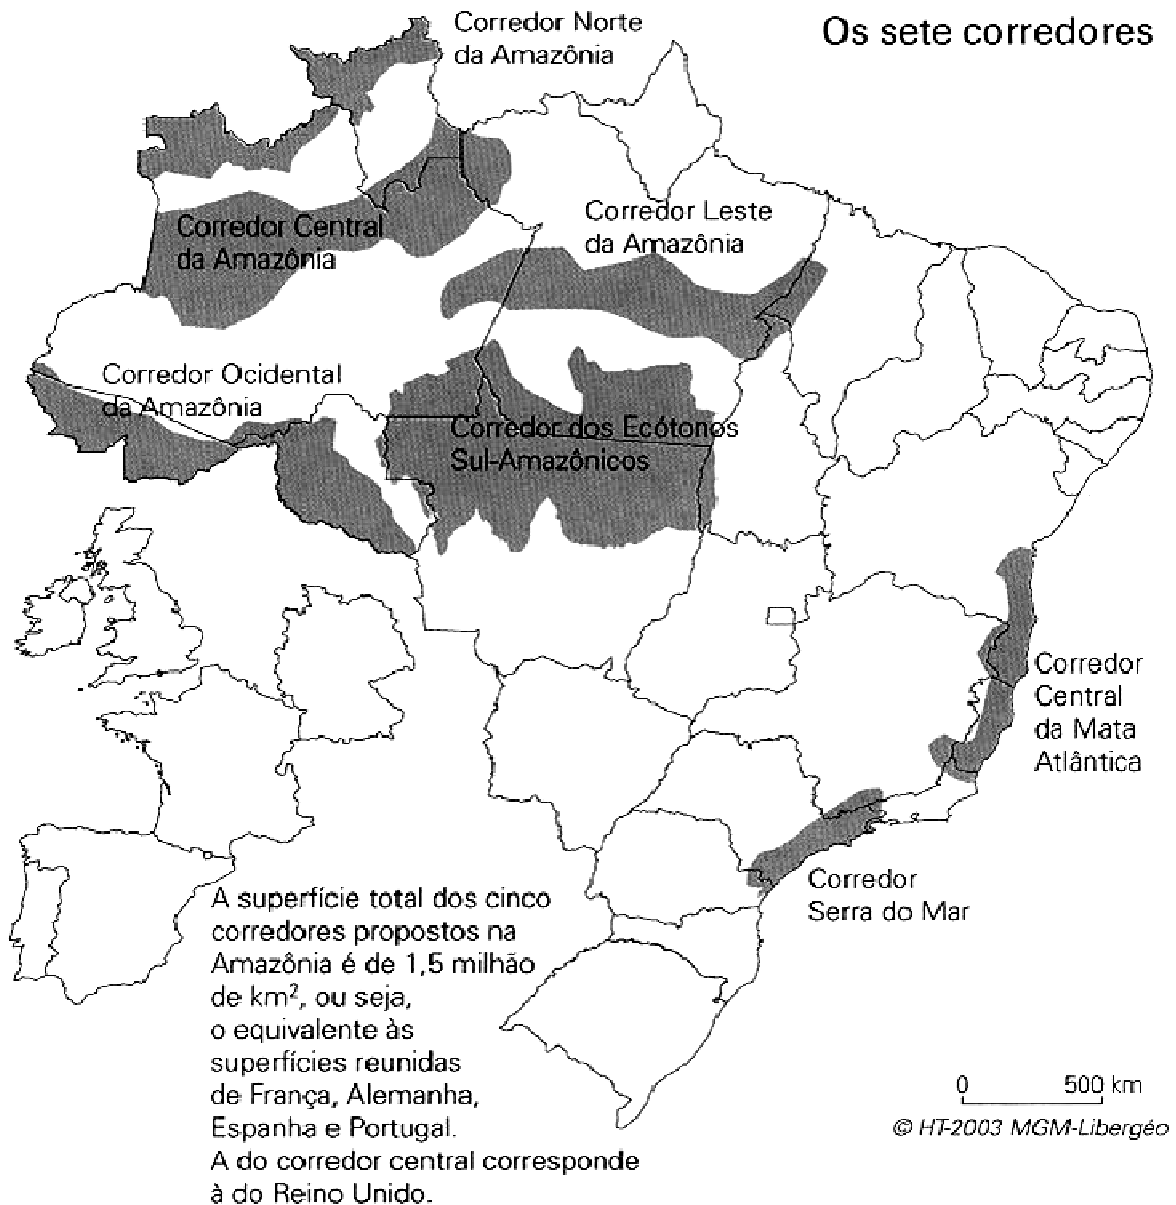 Os sete corredores
Corredor Norte
da Amazônia
Corredor Central
da Amazônia
Corredor Leste
da Amazônia
Corredor Ocidental
da Amazônia
Corredor dos Ecótonos
Sul-Amazônicos
Corredor
Central
da Mata
Atlântica
Corredor
Serra do Mar
A superfície total dos cinco
corredores propostos na
Amazônia é de 1,5 milhão
de km², ou seja,
o equivalente às
superfícies reunidas
de França, Alemanha,
Espanha e Portugal.
A do corredor central corresponde
à do Reino Unido.
0 500 km
© HT-2003 MGM-Libergéo